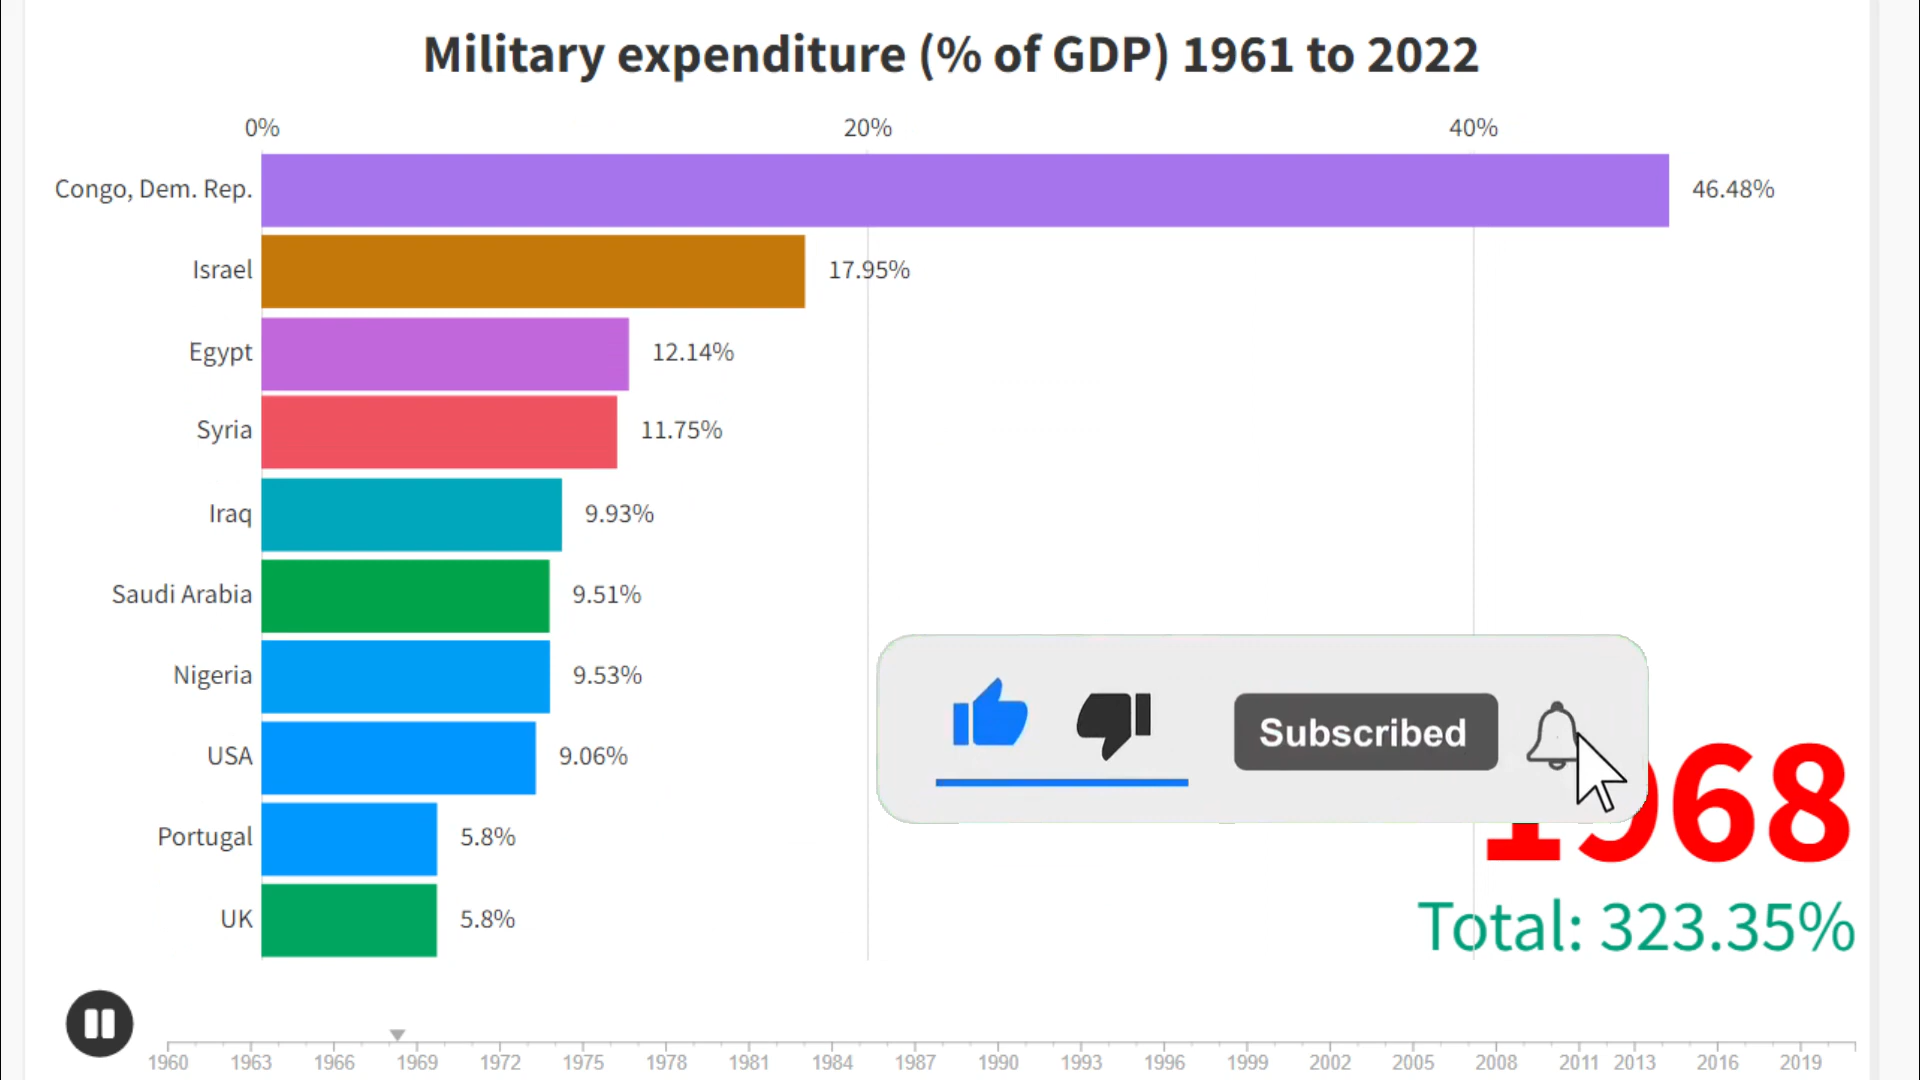 Military expenditure (% of GDP) 1961 to 2022
0% 20% 40%
Congo, Dem. Rep. 46.48%
Israel 17.95%
Egypt 12.14%
Syria 11.75%
Iraq 9.93%
Saudi Arabia 9.51%
Nigeria 9.53%
USA 9.06%
Portugal 5.8%
UK 5.8%
Subscribed
1968
Total: 323.35%
1960 1963 1966 1969 1972 1975 1978 1981 1984 1987 1990 1993 1996 1999 2002 2005 2008 2011 2013 2016 2019